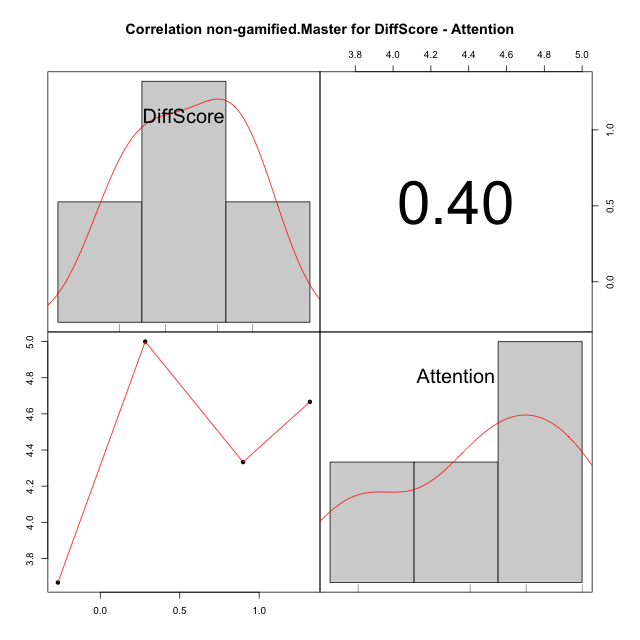 Correlation non-gamified.Master for DiffScore - Attention
3.8 4.0 4.2 4.4 4.6 4.8 5.0
DiffScore
0.40
0.0 0.5 1.0
Attention
3.8 4.0 4.2 4.4 4.6 4.8 5.0
0.0 0.5 1.0